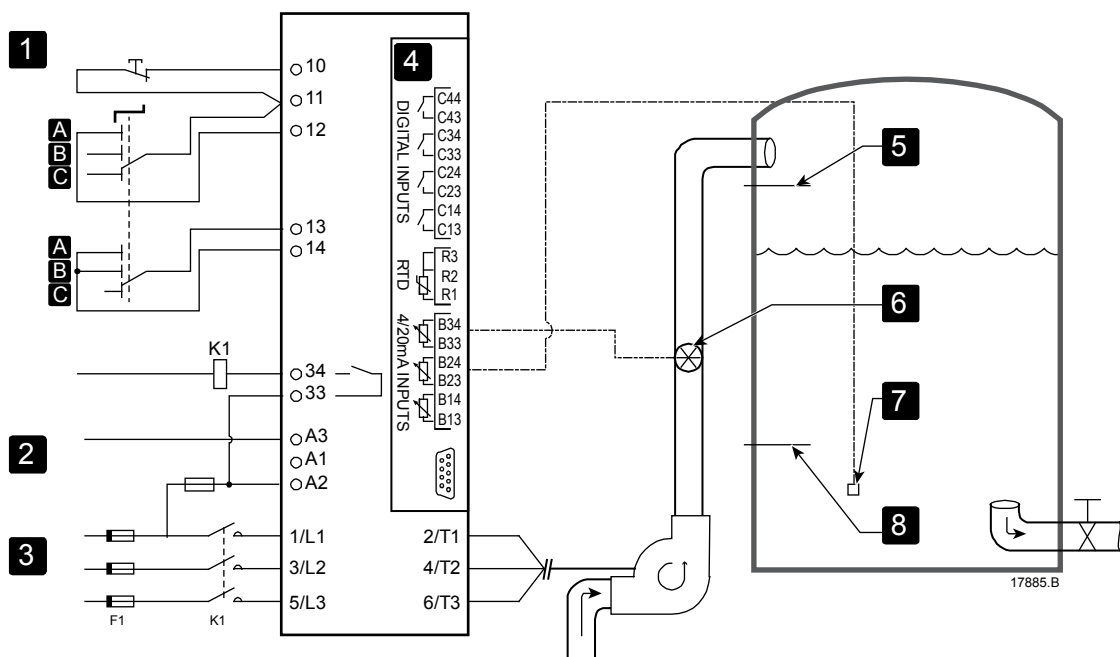 1
10
11
12
A
B
C
13
14
A
B
C
K1
34
33
2
A3
A1
A2
3
1/L1
3/L2
5/L3
F1
K1
2/T1
4/T2
6/T3
4
DIGITAL INPUTS
C44
C43
C34
C33
C24
C23
C14
C13
RTD
R3
R2
R1
4/20mA INPUTS
B34
B33
B24
B23
B14
B13
5
6
7
8
17885.B